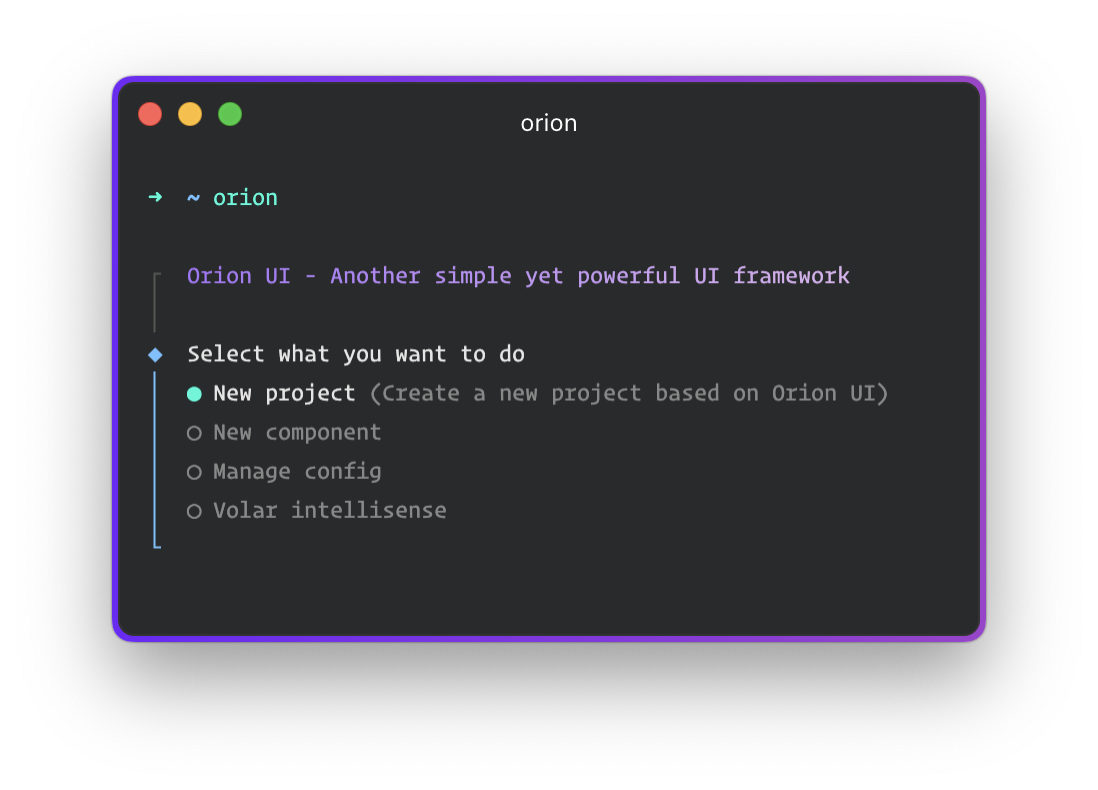 orion
➜ ~ orion
Orion UI - Another simple yet powerful UI framework
Select what you want to do
New project (Create a new project based on Orion UI)
New component
Manage config
Volar intellisense